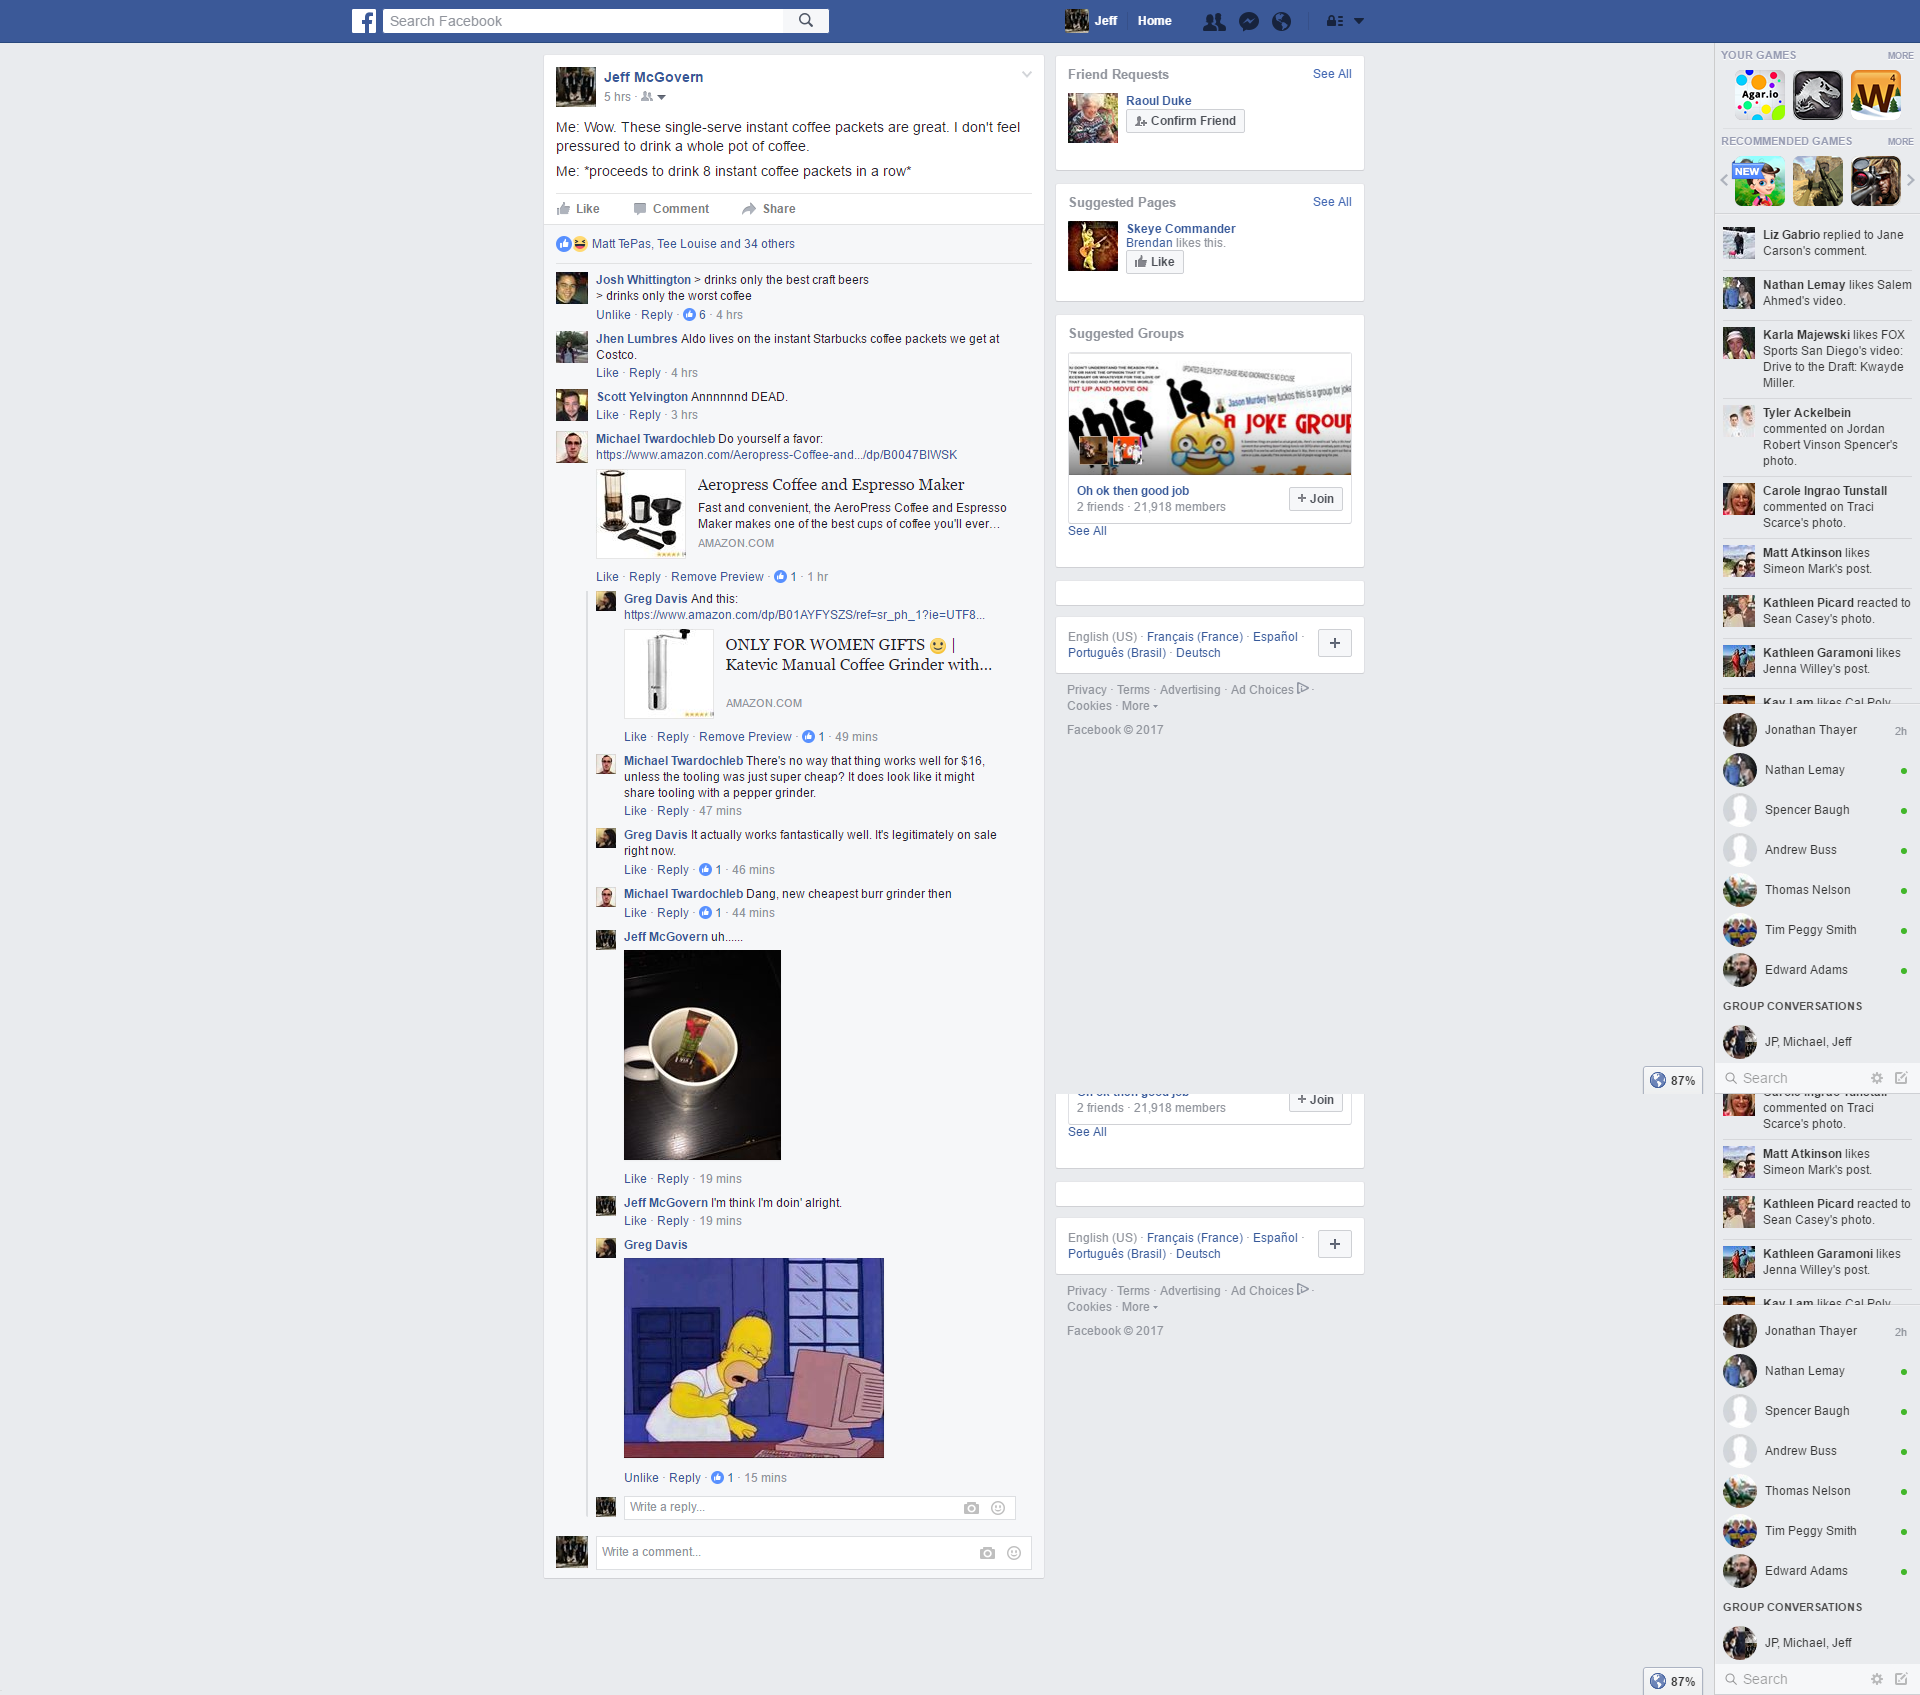 Search Facebook
Jeff
Home
Jeff McGovern
5 hrs ·
Me: Wow. These single-serve instant coffee packets are great. I don't feel
pressured to drink a whole pot of coffee.
Me: *proceeds to drink 8 instant coffee packets in a row*
Like Comment Share
Matt TePas, Tee Louise and 34 others
Josh Whittington > drinks only the best craft beers
> drinks only the worst coffee
Unlike · Reply · 6 · 4 hrs
Jhen Lumbres Aldo lives on the instant Starbucks coffee packets we get at
Costco.
Like · Reply · 4 hrs
Scott Yelvington Annnnnnd DEAD.
Like · Reply · 3 hrs
Michael Twardochleb Do yourself a favor:
https://www.amazon.com/Aeropress-Coffee-and.../dp/B0047BIWSK
Aeropress Coffee and Espresso Maker
Fast and convenient, the AeroPress Coffee and Espresso
Maker makes one of the best cups of coffee you'll ever…
AMAZON.COM
Like · Reply · Remove Preview · 1 · 1 hr
Greg Davis And this:
https://www.amazon.com/dp/B01AYFYSZS/ref=sr_ph_1?ie=UTF8...
ONLY FOR WOMEN GIFTS 🙂 |
Katevic Manual Coffee Grinder with…
AMAZON.COM
Like · Reply · Remove Preview · 1 · 49 mins
Michael Twardochleb There's no way that thing works well for $16,
unless the tooling was just super cheap? It does look like it might
share tooling with a pepper grinder.
Like · Reply · 47 mins
Greg Davis It actually works fantastically well. It's legitimately on sale
right now.
Like · Reply · 1 · 46 mins
Michael Twardochleb Dang, new cheapest burr grinder then
Like · Reply · 1 · 44 mins
Jeff McGovern uh......
Like · Reply · 19 mins
Jeff McGovern I'm think I'm doin' alright.
Like · Reply · 19 mins
Greg Davis
Unlike · Reply · 1 · 15 mins
Write a reply...
Write a comment...
Friend Requests See All
Raoul Duke
Confirm Friend
Suggested Pages See All
Skeye Commander
Brendan likes this.
Like
Suggested Groups
UPDATED RULES POST PLEASE READ IGNORANCE IS NO EXCUSE
UT UP AND MOVE ON
this is
Jason Murdey hey fuckos this is a group for joke
A JOKE GROUP
Oh ok then good job
2 friends · 21,918 members
+ Join
See All
English (US) · Français (France) · Español ·
Português (Brasil) · Deutsch
+
Privacy · Terms · Advertising · Ad Choices ·
Cookies · More
Facebook © 2017
Oh ok then good job
2 friends · 21,918 members
+ Join
See All
English (US) · Français (France) · Español ·
Português (Brasil) · Deutsch
+
Privacy · Terms · Advertising · Ad Choices ·
Cookies · More
Facebook © 2017
YOUR GAMES MORE
Agar.io
W 4
RECOMMENDED GAMES MORE
NEW
Liz Gabrio replied to Jane
Carson's comment.
Nathan Lemay likes Salem
Ahmed's video.
Karla Majewski likes FOX
Sports San Diego's video:
Drive to the Draft: Kwayde
Miller.
Tyler Ackelbein
commented on Jordan
Robert Vinson Spencer's
photo.
Carole Ingrao Tunstall
commented on Traci
Scarce's photo.
Matt Atkinson likes
Simeon Mark's post.
Kathleen Picard reacted to
Sean Casey's photo.
Kathleen Garamoni likes
Jenna Willey's post.
Kay Lam likes Cal Poly
Jonathan Thayer 2h
Nathan Lemay
Spencer Baugh
Andrew Buss
Thomas Nelson
Tim Peggy Smith
Edward Adams
GROUP CONVERSATIONS
JP, Michael, Jeff
87%
Search
Carole Ingrao Tunstall
commented on Traci
Scarce's photo.
Matt Atkinson likes
Simeon Mark's post.
Kathleen Picard reacted to
Sean Casey's photo.
Kathleen Garamoni likes
Jenna Willey's post.
Kay Lam likes Cal Poly
Jonathan Thayer 2h
Nathan Lemay
Spencer Baugh
Andrew Buss
Thomas Nelson
Tim Peggy Smith
Edward Adams
GROUP CONVERSATIONS
JP, Michael, Jeff
87%
Search